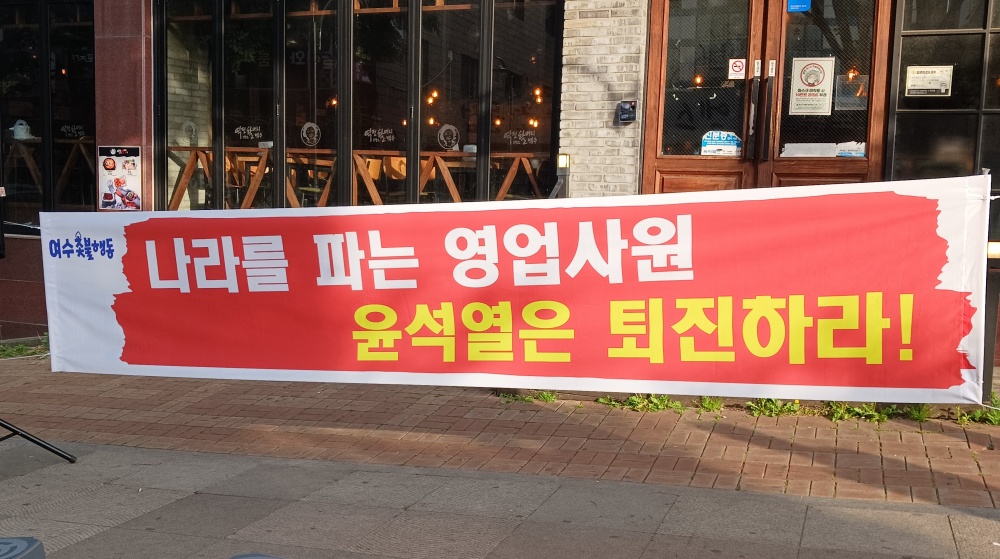 여수촛불행동
나라를 파는 영업사원
윤석열은 퇴진하라!